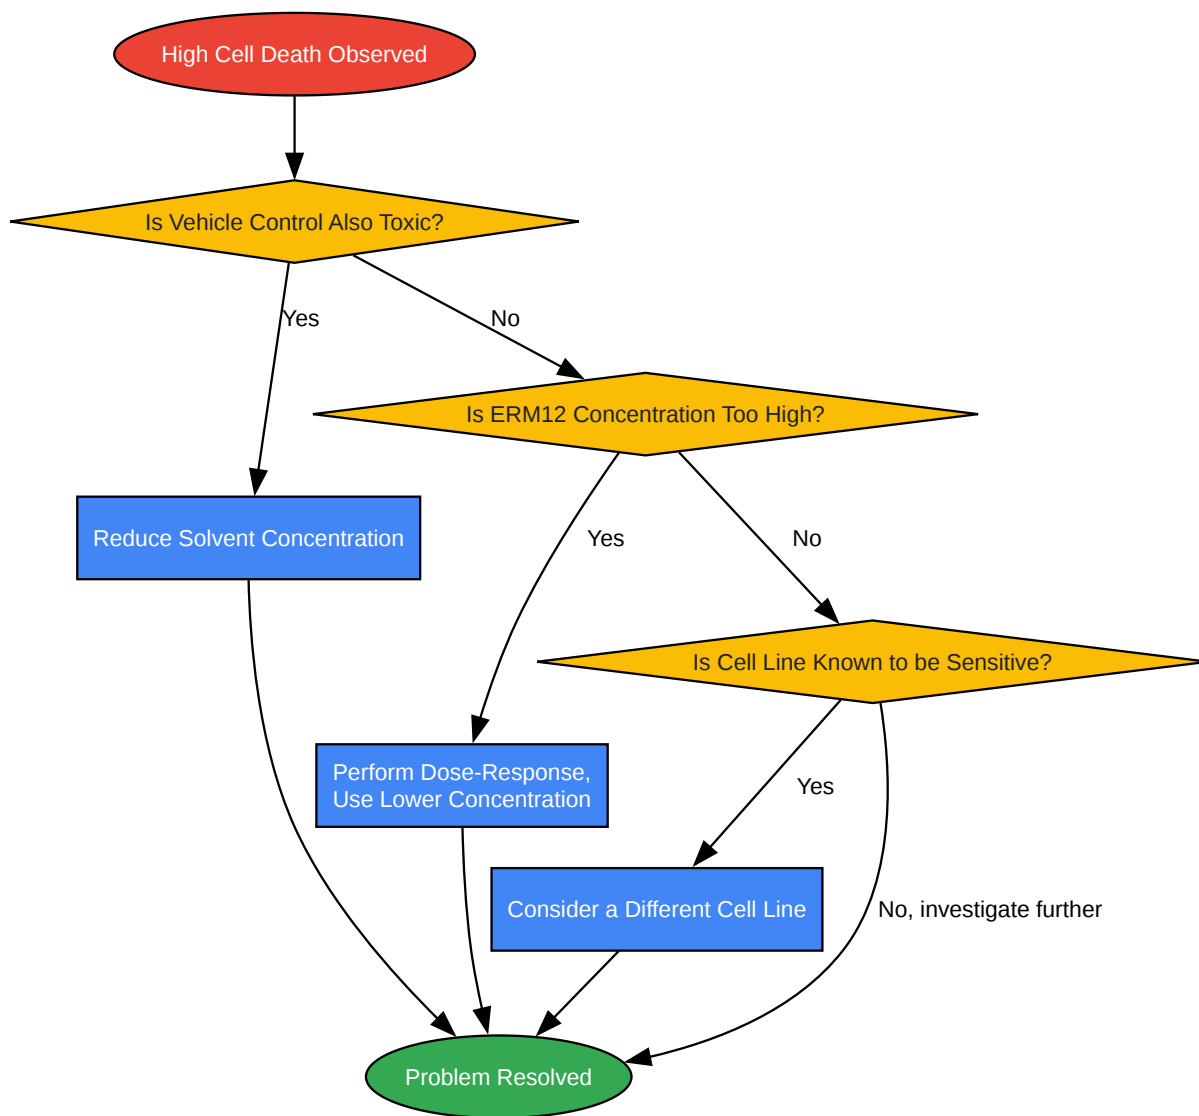 High Cell Death Observed
Is Vehicle Control Also Toxic?
Yes
No
Is ERM12 Concentration Too High?
Reduce Solvent Concentration
Yes
No
Is Cell Line Known to be Sensitive?
Perform Dose-Response,
Use Lower Concentration
Yes
Consider a Different Cell Line
No, investigate further
Problem Resolved